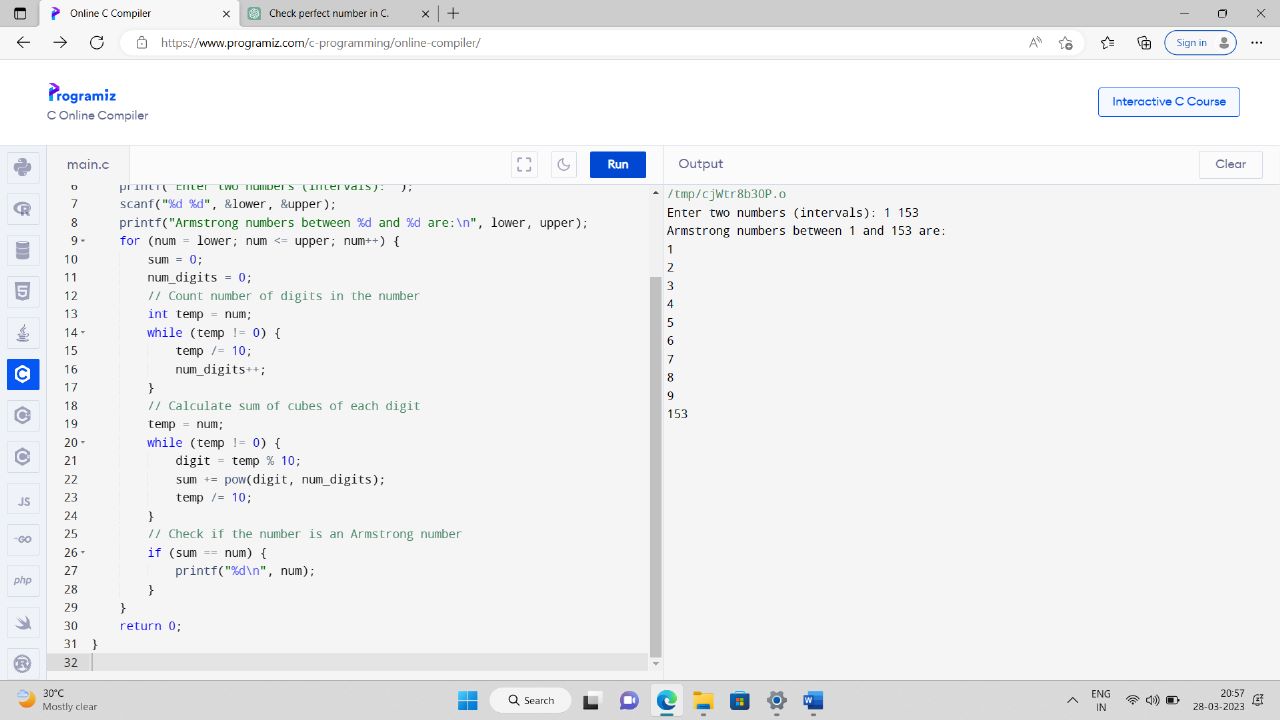 Online C Compiler
Check perfect number in C.
https://www.programiz.com/c-programming/online-compiler/
Sign in
Programiz
C Online Compiler
Interactive C Course
main.c
Run
Output
Clear
6 printf("Enter two numbers (intervals): ");
7 scanf("%d %d", &lower, &upper);
8 printf("Armstrong numbers between %d and %d are:\n", lower, upper);
9 for (num = lower; num <= upper; num++) {
10 sum = 0;
11 num_digits = 0;
12 // Count number of digits in the number
13 int temp = num;
14 while (temp != 0) {
15 temp /= 10;
16 num_digits++;
17 }
18 // Calculate sum of cubes of each digit
19 temp = num;
20 while (temp != 0) {
21 digit = temp % 10;
22 sum += pow(digit, num_digits);
23 temp /= 10;
24 }
25 // Check if the number is an Armstrong number
26 if (sum == num) {
27 printf("%d\n", num);
28 }
29 }
30 return 0;
31 }
32
/tmp/cjWtr8b3OP.o
Enter two numbers (intervals): 1 153
Armstrong numbers between 1 and 153 are:
1
2
3
4
5
6
7
8
9
153
JS
GO
php
30°C
Mostly clear
Search
ENG
IN
20:57
28-03-2023